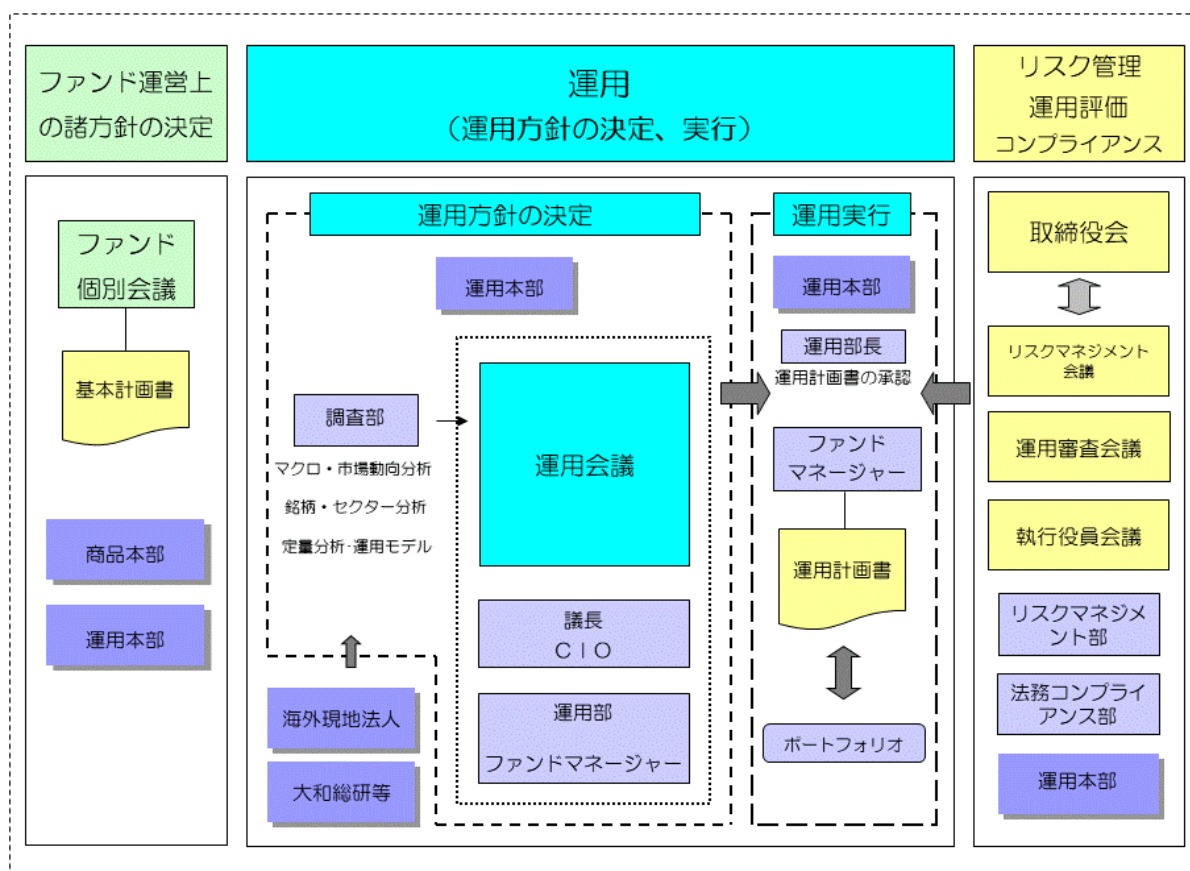 ファンド運営上
の諸方針の決定
運用
（運用方針の決定、実行）
リスク管理
運用評価
コンプライアンス
ファンド
個別会議
基本計画書
商品本部
運用本部
運用方針の決定
運用本部
調査部
マクロ・市場動向分析
銘柄・セクター分析
定量分析・運用モデル
運用会議
議長
ＣＩＯ
運用部
ファンドマネージャー
海外現地法人
大和総研等
運用実行
運用本部
運用部長
運用計画書の承認
ファンド
マネージャー
運用計画書
ポートフォリオ
取締役会
リスクマネジメント
会議
運用審査会議
執行役員会議
リスクマネジメ
ント部
法務コンプライ
アンス部
運用本部